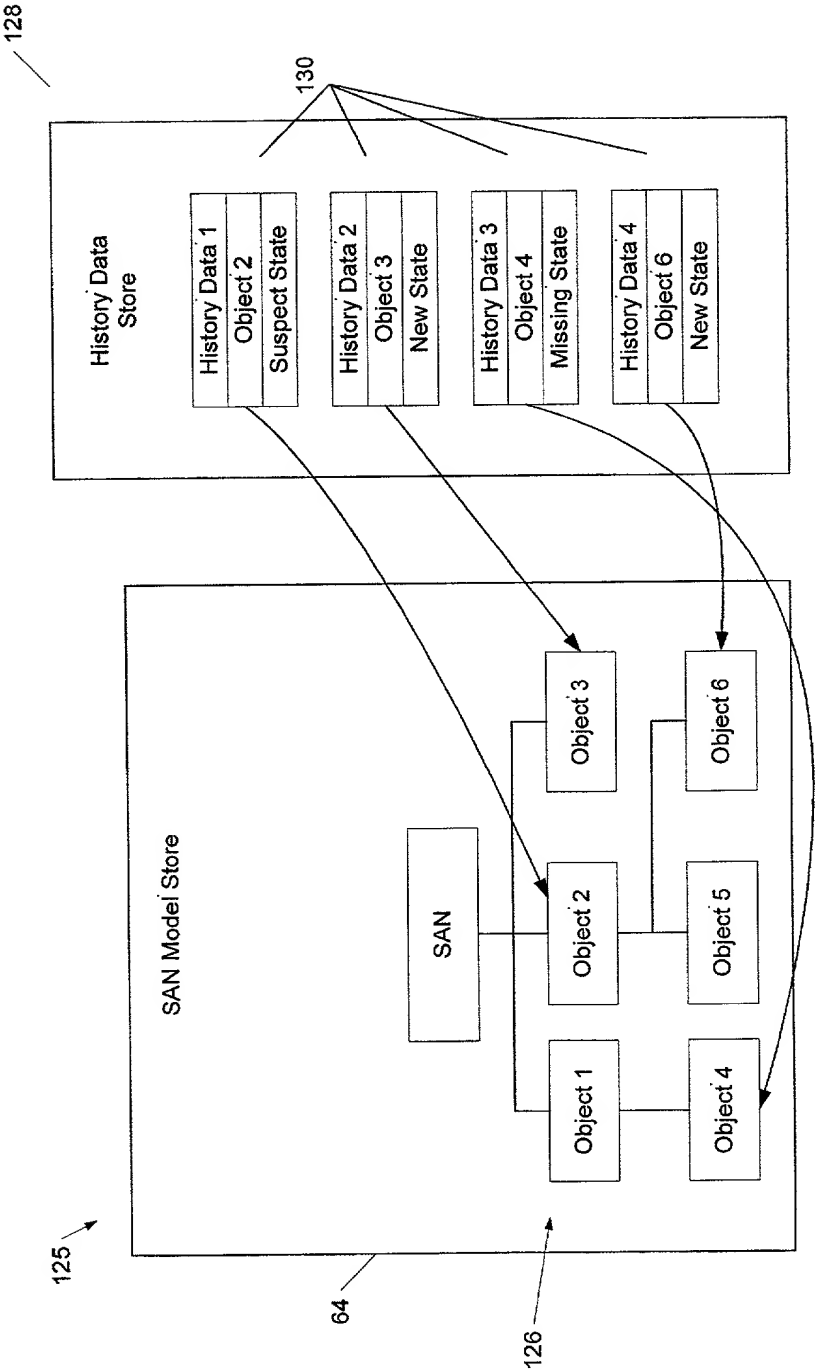 125
64
126
SAN Model Store
SAN
Object 1
Object 2
Object 3
Object 4
Object 5
Object 6
128
History Data
Store
130
History Data 1
Object 2
Suspect State
History Data 2
Object 3
New State
History Data 3
Object 4
Missing State
History Data 4
Object 6
New State